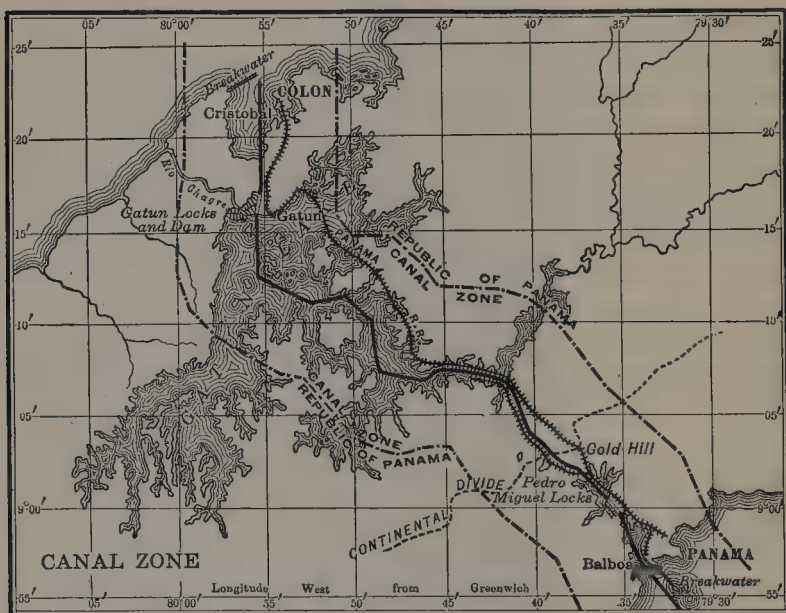 05′ 80°00′ 55′ 50′ 45′ 40′ 35′ 79°30′
25′ 25′
Breakwater
COLON
Cristobal
20′ 20′
Rio Chagre
Gatun Locks
and Dam
Gatun
15′ 15′
PANAMA R.R.
REPUBLIC OF PANAMA
CANAL ZONE
10′ 10′
CANAL ZONE
REPUBLIC OF PANAMA
05′ 05′
Gold Hill
Pedro
Miguel Locks
CONTINENTAL DIVIDE
9°00′ 9°00′
CANAL ZONE
Balboa
PANAMA
Breakwater
Longitude West from Greenwich
55′ 55′
05′ 80°00′ 55′ 50′ 45′ 40′ 35′ 79°30′